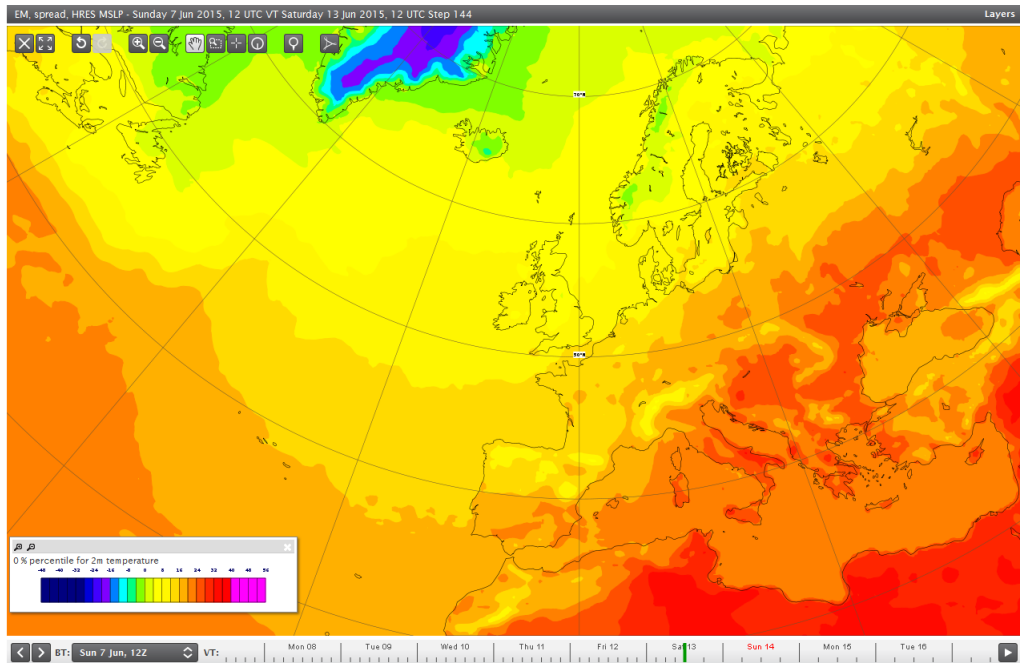 EM, spread, HRES MSLP - Sunday 7 Jun 2015, 12 UTC VT Saturday 13 Jun 2015, 12 UTC Step 144
Layers
70°N
50°N
0 % percentile for 2m temperature
-48 -40 -32 -24 -16 -8 0 8 16 24 32 40 48 56
BT: Sun 7 Jun, 12Z VT: Mon 08 Tue 09 Wed 10 Thu 11 Fri 12 Sat 13 Sun 14 Mon 15 Tue 16